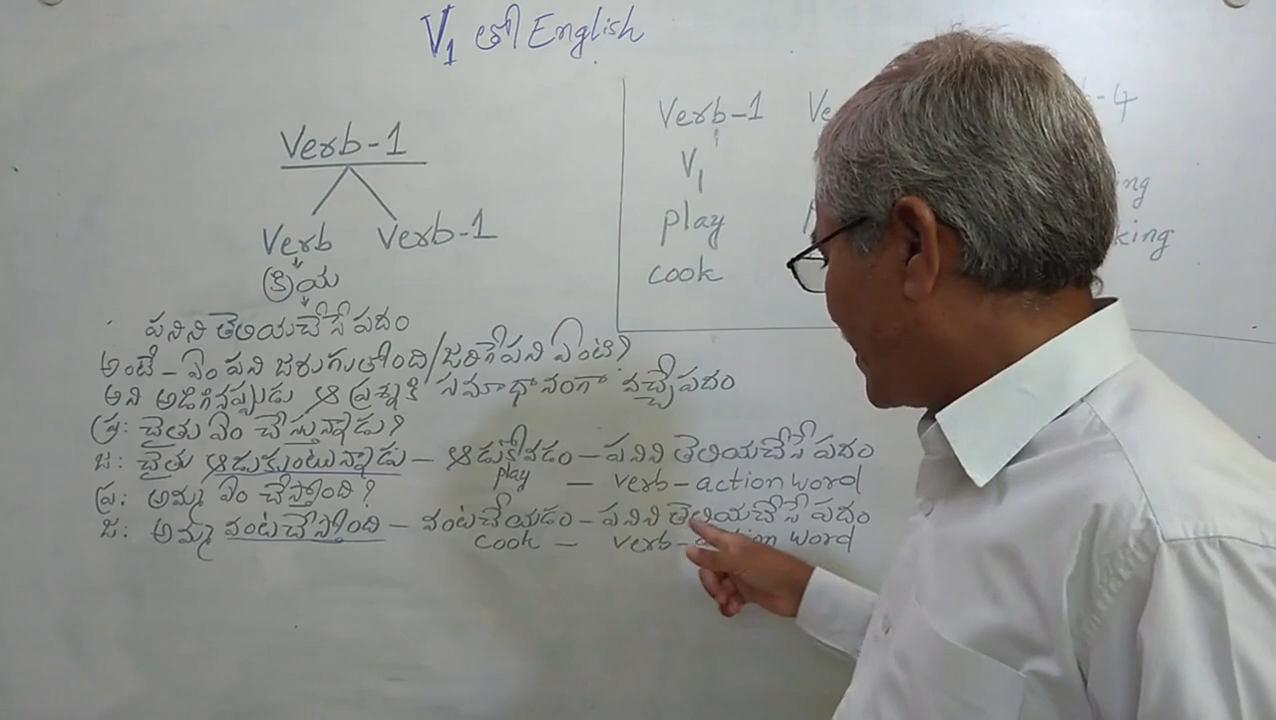 V1 తో English
Verb-1
Verb Verb-1
క్రియ
పనిని తెలియచేసే పదం
అంటే – ఏం పని జరుగుతోంది/జరిగే పని ఏంటి?
అని అడిగినప్పుడు ఆ ప్రశ్నకి సమాధానంగా వచ్చే పదం
ప్ర: చైతు ఏం చేస్తున్నాడు?
జ: చైతు ఆడుకుంటున్నాడు – ఆడుకోవడం – పనిని తెలియచేసే పదం
play – verb-action word
ప్ర: అమ్మ ఏం చేస్తోంది?
జ: అమ్మ వంటచేస్తోంది – వంటచేయడం – పనిని తెలియచేసే పదం
cook – verb-action word
Verb-1
V1
play
cook